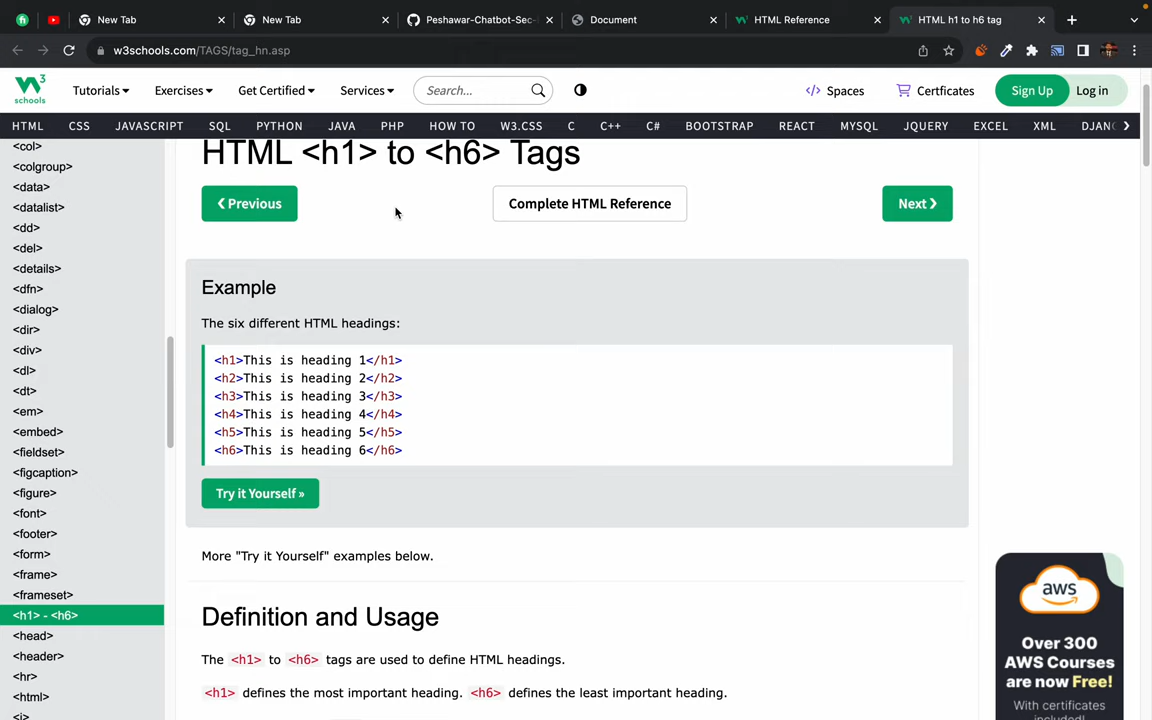 New Tab
New Tab
Peshawar-Chatbot-Sec-
Document
HTML Reference
HTML h1 to h6 tag
w3schools.com/TAGS/tag_hn.asp
W3 schools
Tutorials
Exercises
Get Certified
Services
Search...
Spaces
Certficates
Sign Up
Log in
HTML CSS JAVASCRIPT SQL PYTHON JAVA PHP HOW TO W3.CSS C C++ C# BOOTSTRAP REACT MYSQL JQUERY EXCEL XML DJANG
<col>
<colgroup>
<data>
<datalist>
<dd>
<del>
<details>
<dfn>
<dialog>
<dir>
<div>
<dl>
<dt>
<em>
<embed>
<fieldset>
<figcaption>
<figure>
<font>
<footer>
<form>
<frame>
<frameset>
<h1> - <h6>
<head>
<header>
<hr>
<html>
<i>
HTML <h1> to <h6> Tags
❮ Previous
Complete HTML Reference
Next ❯
Example
The six different HTML headings:
<h1>This is heading 1</h1>
<h2>This is heading 2</h2>
<h3>This is heading 3</h3>
<h4>This is heading 4</h4>
<h5>This is heading 5</h5>
<h6>This is heading 6</h6>
Try it Yourself »
More "Try it Yourself" examples below.
Definition and Usage
The <h1> to <h6> tags are used to define HTML headings.
<h1> defines the most important heading. <h6> defines the least important heading.
aws
Over 300
AWS Courses
are now Free!
With certificates
included!